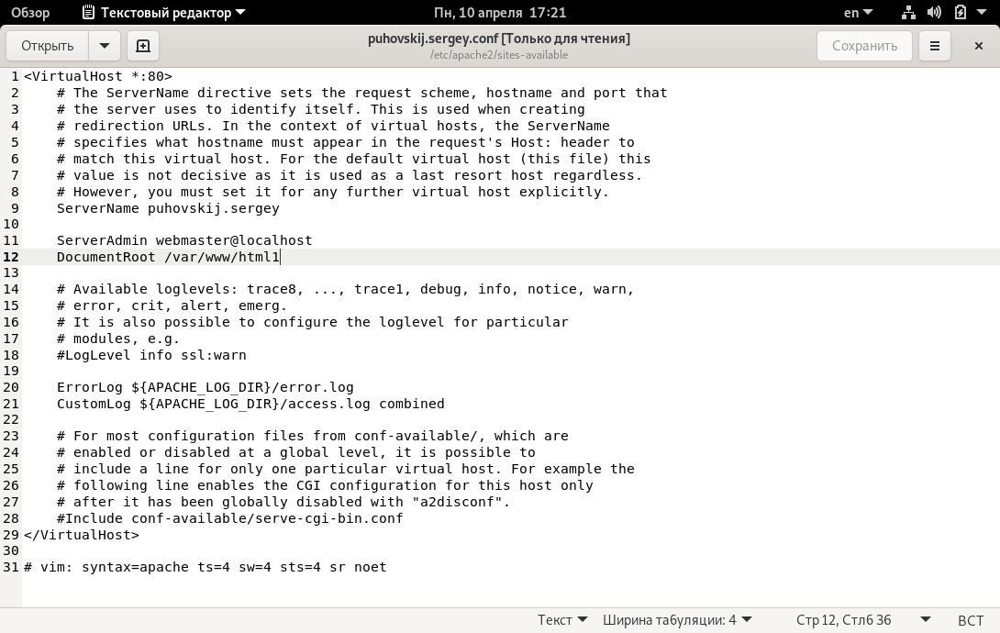 Обзор Текстовый редактор Пн, 10 апреля 17:21 en
Открыть puhovskij.sergey.conf [Только для чтения] Сохранить
/etc/apache2/sites-available
1 <VirtualHost *:80>
2 # The ServerName directive sets the request scheme, hostname and port that
3 # the server uses to identify itself. This is used when creating
4 # redirection URLs. In the context of virtual hosts, the ServerName
5 # specifies what hostname must appear in the request's Host: header to
6 # match this virtual host. For the default virtual host (this file) this
7 # value is not decisive as it is used as a last resort host regardless.
8 # However, you must set it for any further virtual host explicitly.
9 ServerName puhovskij.sergey
10
11 ServerAdmin webmaster@localhost
12 DocumentRoot /var/www/html1
13
14 # Available loglevels: trace8, ..., trace1, debug, info, notice, warn,
15 # error, crit, alert, emerg.
16 # It is also possible to configure the loglevel for particular
17 # modules, e.g.
18 #LogLevel info ssl:warn
19
20 ErrorLog ${APACHE_LOG_DIR}/error.log
21 CustomLog ${APACHE_LOG_DIR}/access.log combined
22
23 # For most configuration files from conf-available/, which are
24 # enabled or disabled at a global level, it is possible to
25 # include a line for only one particular virtual host. For example the
26 # following line enables the CGI configuration for this host only
27 # after it has been globally disabled with "a2disconf".
28 #Include conf-available/serve-cgi-bin.conf
29 </VirtualHost>
30
31 # vim: syntax=apache ts=4 sw=4 sts=4 sr noet
Текст Ширина табуляции: 4 Стр 12, Стлб 36 ВСТ